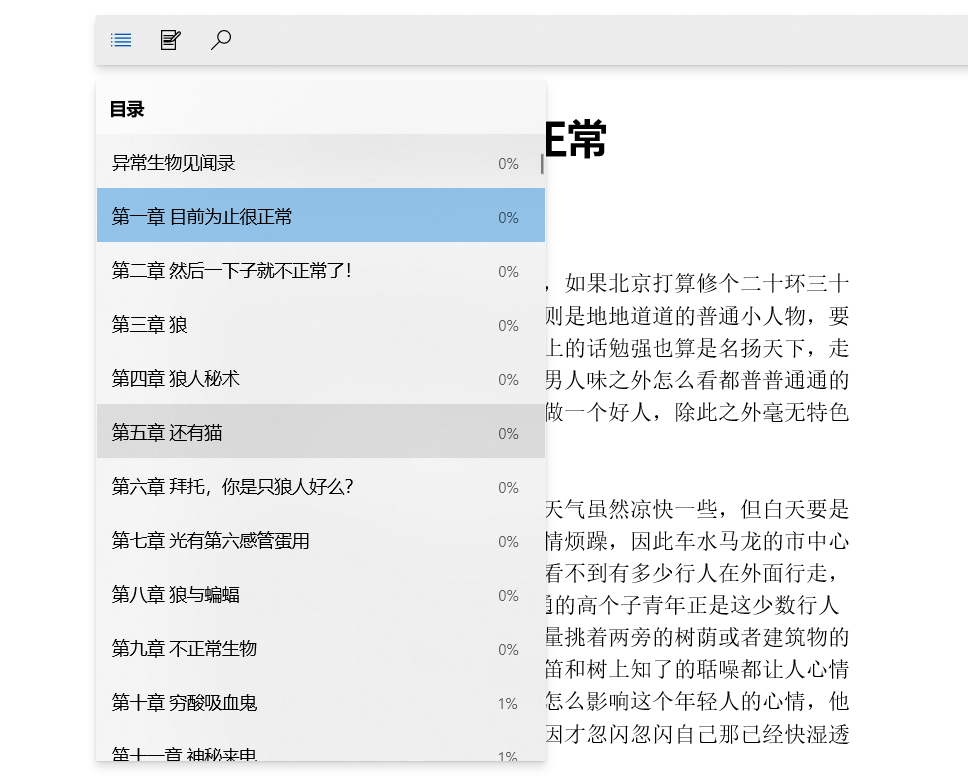 目录
异常生物见闻录 0%
第一章 目前为止很正常 0%
第二章 然后一下子就不正常了！ 0%
第三章 狼 0%
第四章 狼人秘术 0%
第五章 还有猫 0%
第六章 拜托，你是只狼人好么？ 0%
第七章 光有第六感管蛋用 0%
第八章 狼与蝙蝠 0%
第九章 不正常生物 0%
第十章 穷酸吸血鬼 1%
第十一章 神秘来电 1%
正常
，如果北京打算修个二十环三十
则是地地道道的普通小人物，要
上的话勉强也算是名扬天下，走
男人味之外怎么看都普普通通的
做一个好人，除此之外毫无特色
天气虽然凉快一些，但白天要是
情烦躁，因此车水马龙的市中心
看不到有多少行人在外面行走，
通的高个子青年正是这少数行人
量挑着两旁的树荫或者建筑物的
笛和树上知了的聒噪都让人心情
怎么影响这个年轻人的心情，他
因才忽闪忽闪自己那已经快湿透